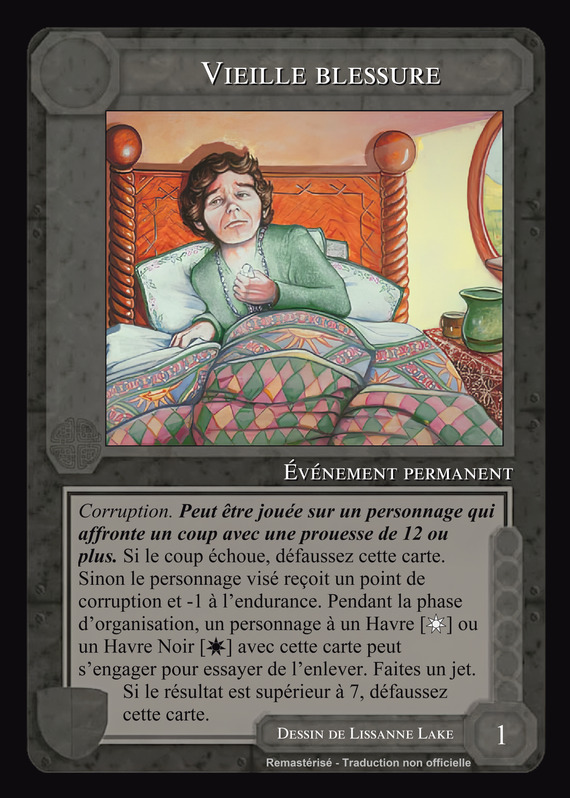 Vieille blessure
Événement permanent
Corruption. Peut être jouée sur un personnage qui
affronte un coup avec une prouesse de 12 ou
plus. Si le coup échoue, défaussez cette carte.
Sinon le personnage visé reçoit un point de
corruption et -1 à l'endurance. Pendant la phase
d'organisation, un personnage à un Havre [☼] ou
un Havre Noir [✷] avec cette carte peut
s'engager pour essayer de l'enlever. Faites un jet.
Si le résultat est supérieur à 7, défaussez
cette carte.
Dessin de Lissanne Lake
1
Remastérisé - Traduction non officielle